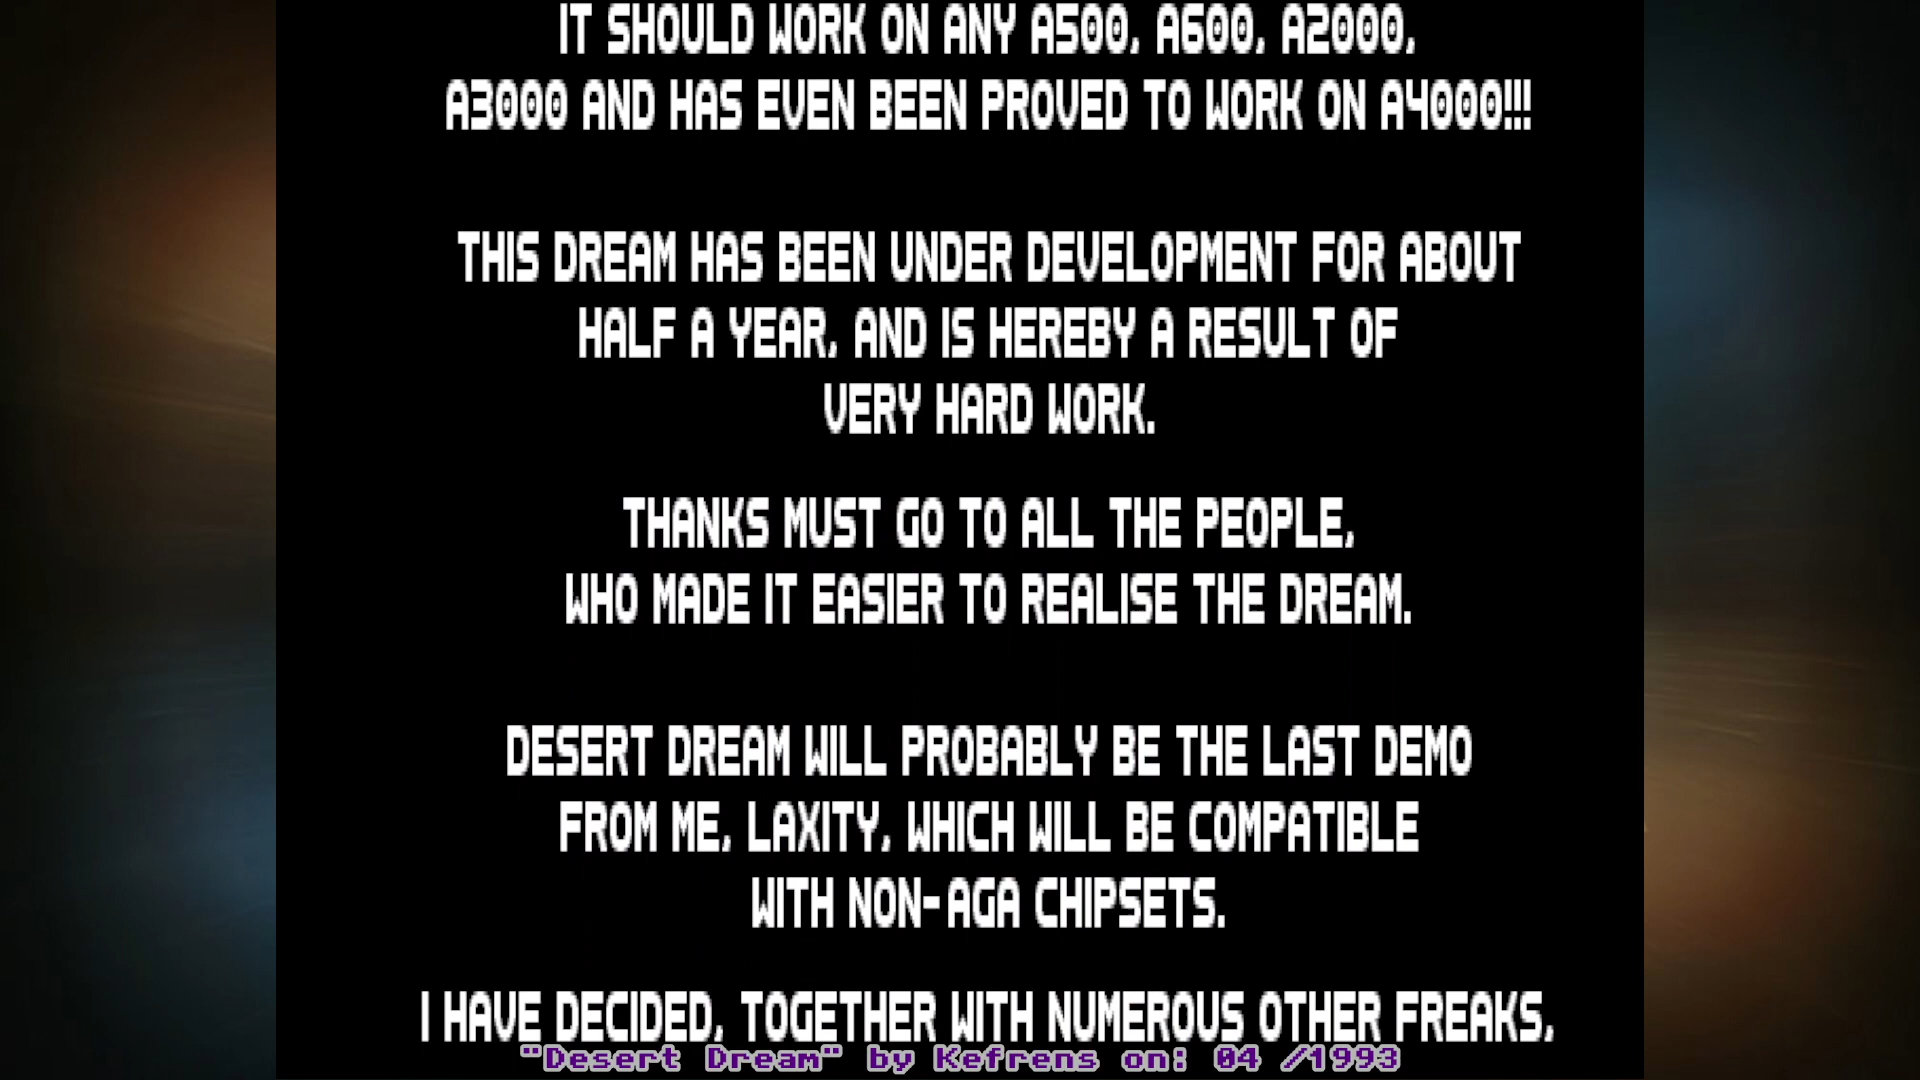 IT SHOULD WORK ON ANY A500, A600, A2000,
A3000 AND HAS EVEN BEEN PROVED TO WORK ON A4000!!!
THIS DREAM HAS BEEN UNDER DEVELOPMENT FOR ABOUT
HALF A YEAR, AND IS HEREBY A RESULT OF
VERY HARD WORK.
THANKS MUST GO TO ALL THE PEOPLE,
WHO MADE IT EASIER TO REALISE THE DREAM.
DESERT DREAM WILL PROBABLY BE THE LAST DEMO
FROM ME, LAXITY, WHICH WILL BE COMPATIBLE
WITH NON-AGA CHIPSETS.
I HAVE DECIDED, TOGETHER WITH NUMEROUS OTHER FREAKS,
"Desert Dream" by Kefrens on: 04 /1993